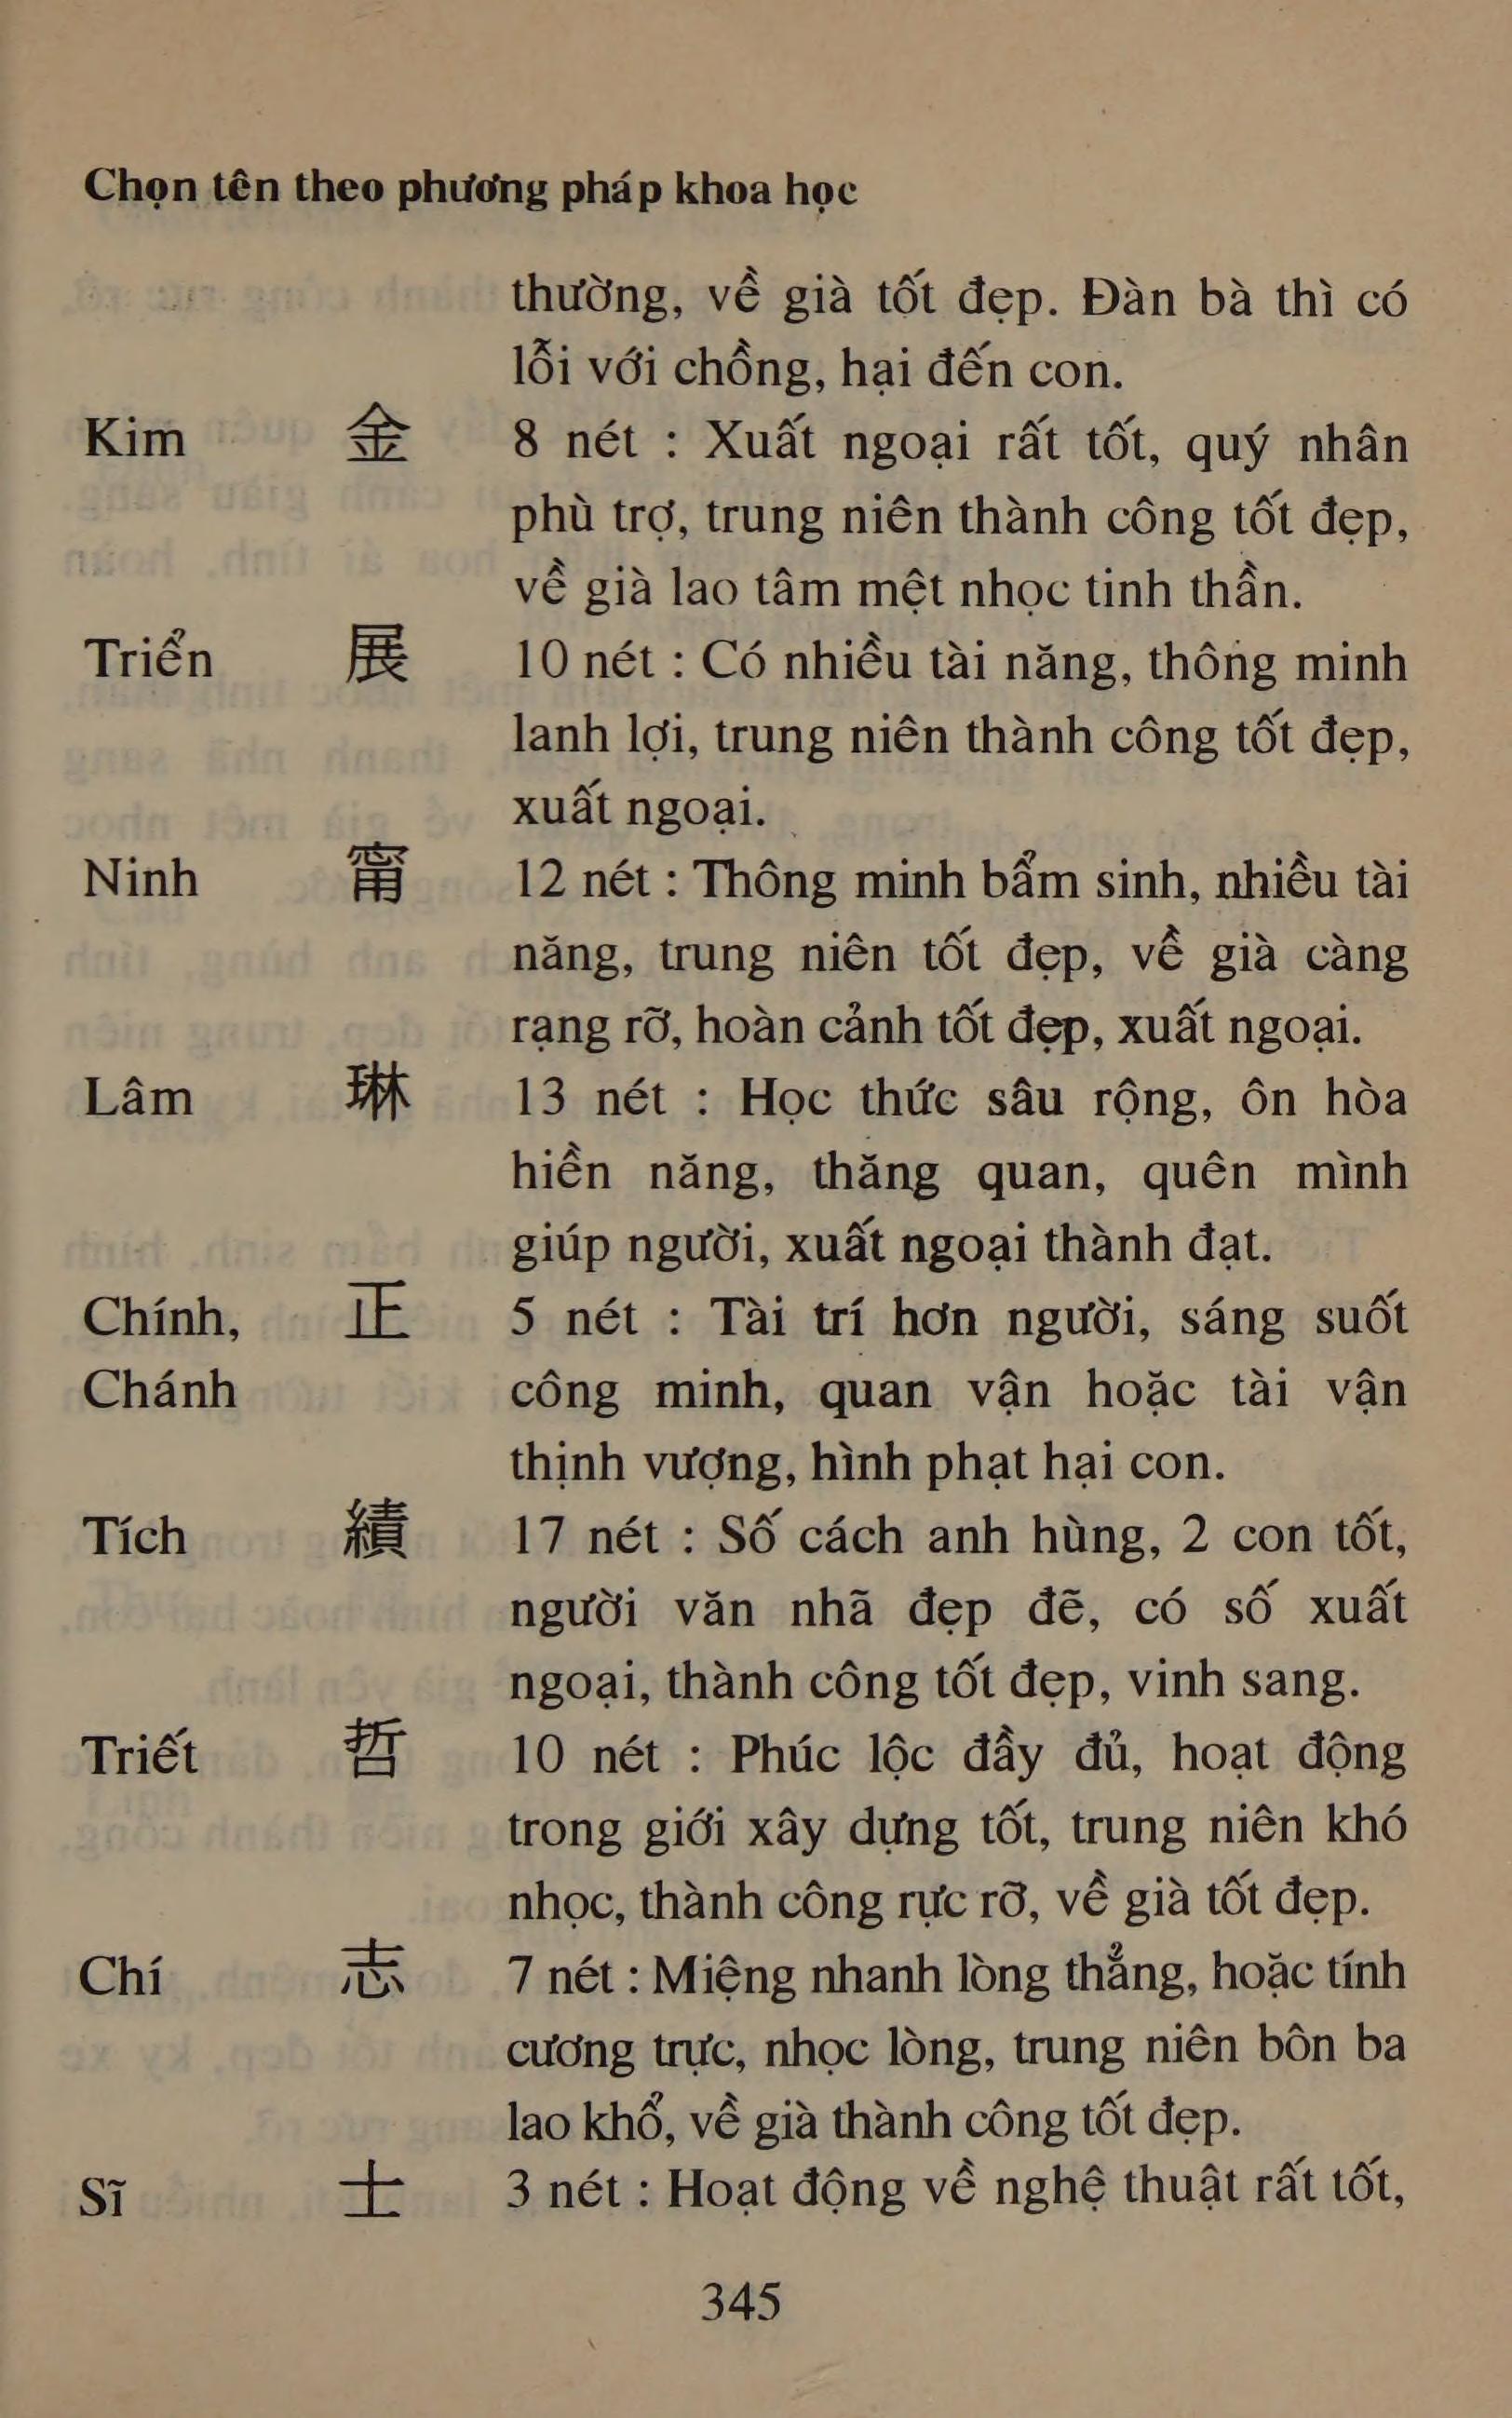 Chọn tên theo phương pháp khoa học
thường, về già tốt đẹp. Đàn bà thì có
lỗi với chồng, hại đến con.
Kim 金 8 nét : Xuất ngoại rất tốt, quý nhân
phù trợ, trung niên thành công tốt đẹp,
về già lao tâm mệt nhọc tinh thần.
Triển 展 10 nét : Có nhiều tài năng, thông minh
lanh lợi, trung niên thành công tốt đẹp,
xuất ngoại.
Ninh 甯 12 nét : Thông minh bẩm sinh, nhiều tài
năng, trung niên tốt đẹp, về già càng
rạng rỡ, hoàn cảnh tốt đẹp, xuất ngoại.
Lâm 琳 13 nét : Học thức sâu rộng, ôn hòa
hiền năng, thăng quan, quên mình
giúp người, xuất ngoại thành đạt.
Chính, 正 5 nét : Tài trí hơn người, sáng suốt
Chánh công minh, quan vận hoặc tài vận
thịnh vượng, hình phạt hại con.
Tích 績 17 nét : Số cách anh hùng, 2 con tốt,
người văn nhã đẹp đẽ, có số xuất
ngoại, thành công tốt đẹp, vinh sang.
Triết 哲 10 nét : Phúc lộc đầy đủ, hoạt động
trong giới xây dựng tốt, trung niên khó
nhọc, thành công rực rỡ, về già tốt đẹp.
Chí 志 7 nét : Miệng nhanh lòng thẳng, hoặc tính
cương trực, nhọc lòng, trung niên bôn ba
lao khổ, về già thành công tốt đẹp.
Sĩ 士 3 nét : Hoạt động về nghệ thuật rất tốt,
345